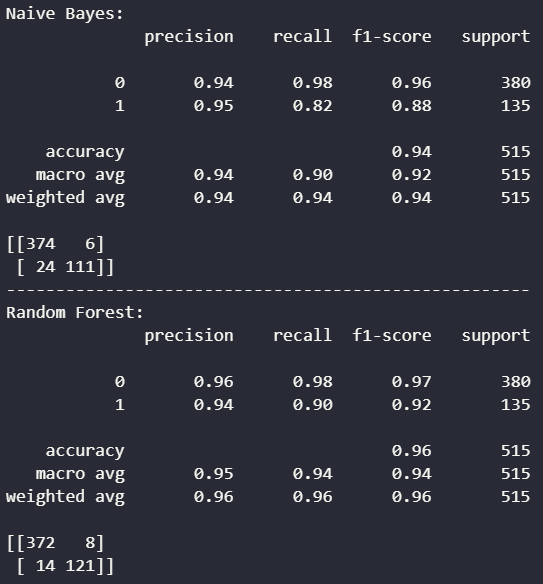 Naive Bayes:
precision recall f1-score support
0 0.94 0.98 0.96 380
1 0.95 0.82 0.88 135
accuracy 0.94 515
macro avg 0.94 0.90 0.92 515
weighted avg 0.94 0.94 0.94 515
[[374 6]
[ 24 111]]
-----------------------------------------------------
Random Forest:
precision recall f1-score support
0 0.96 0.98 0.97 380
1 0.94 0.90 0.92 135
accuracy 0.96 515
macro avg 0.95 0.94 0.94 515
weighted avg 0.96 0.96 0.96 515
[[372 8]
[ 14 121]]